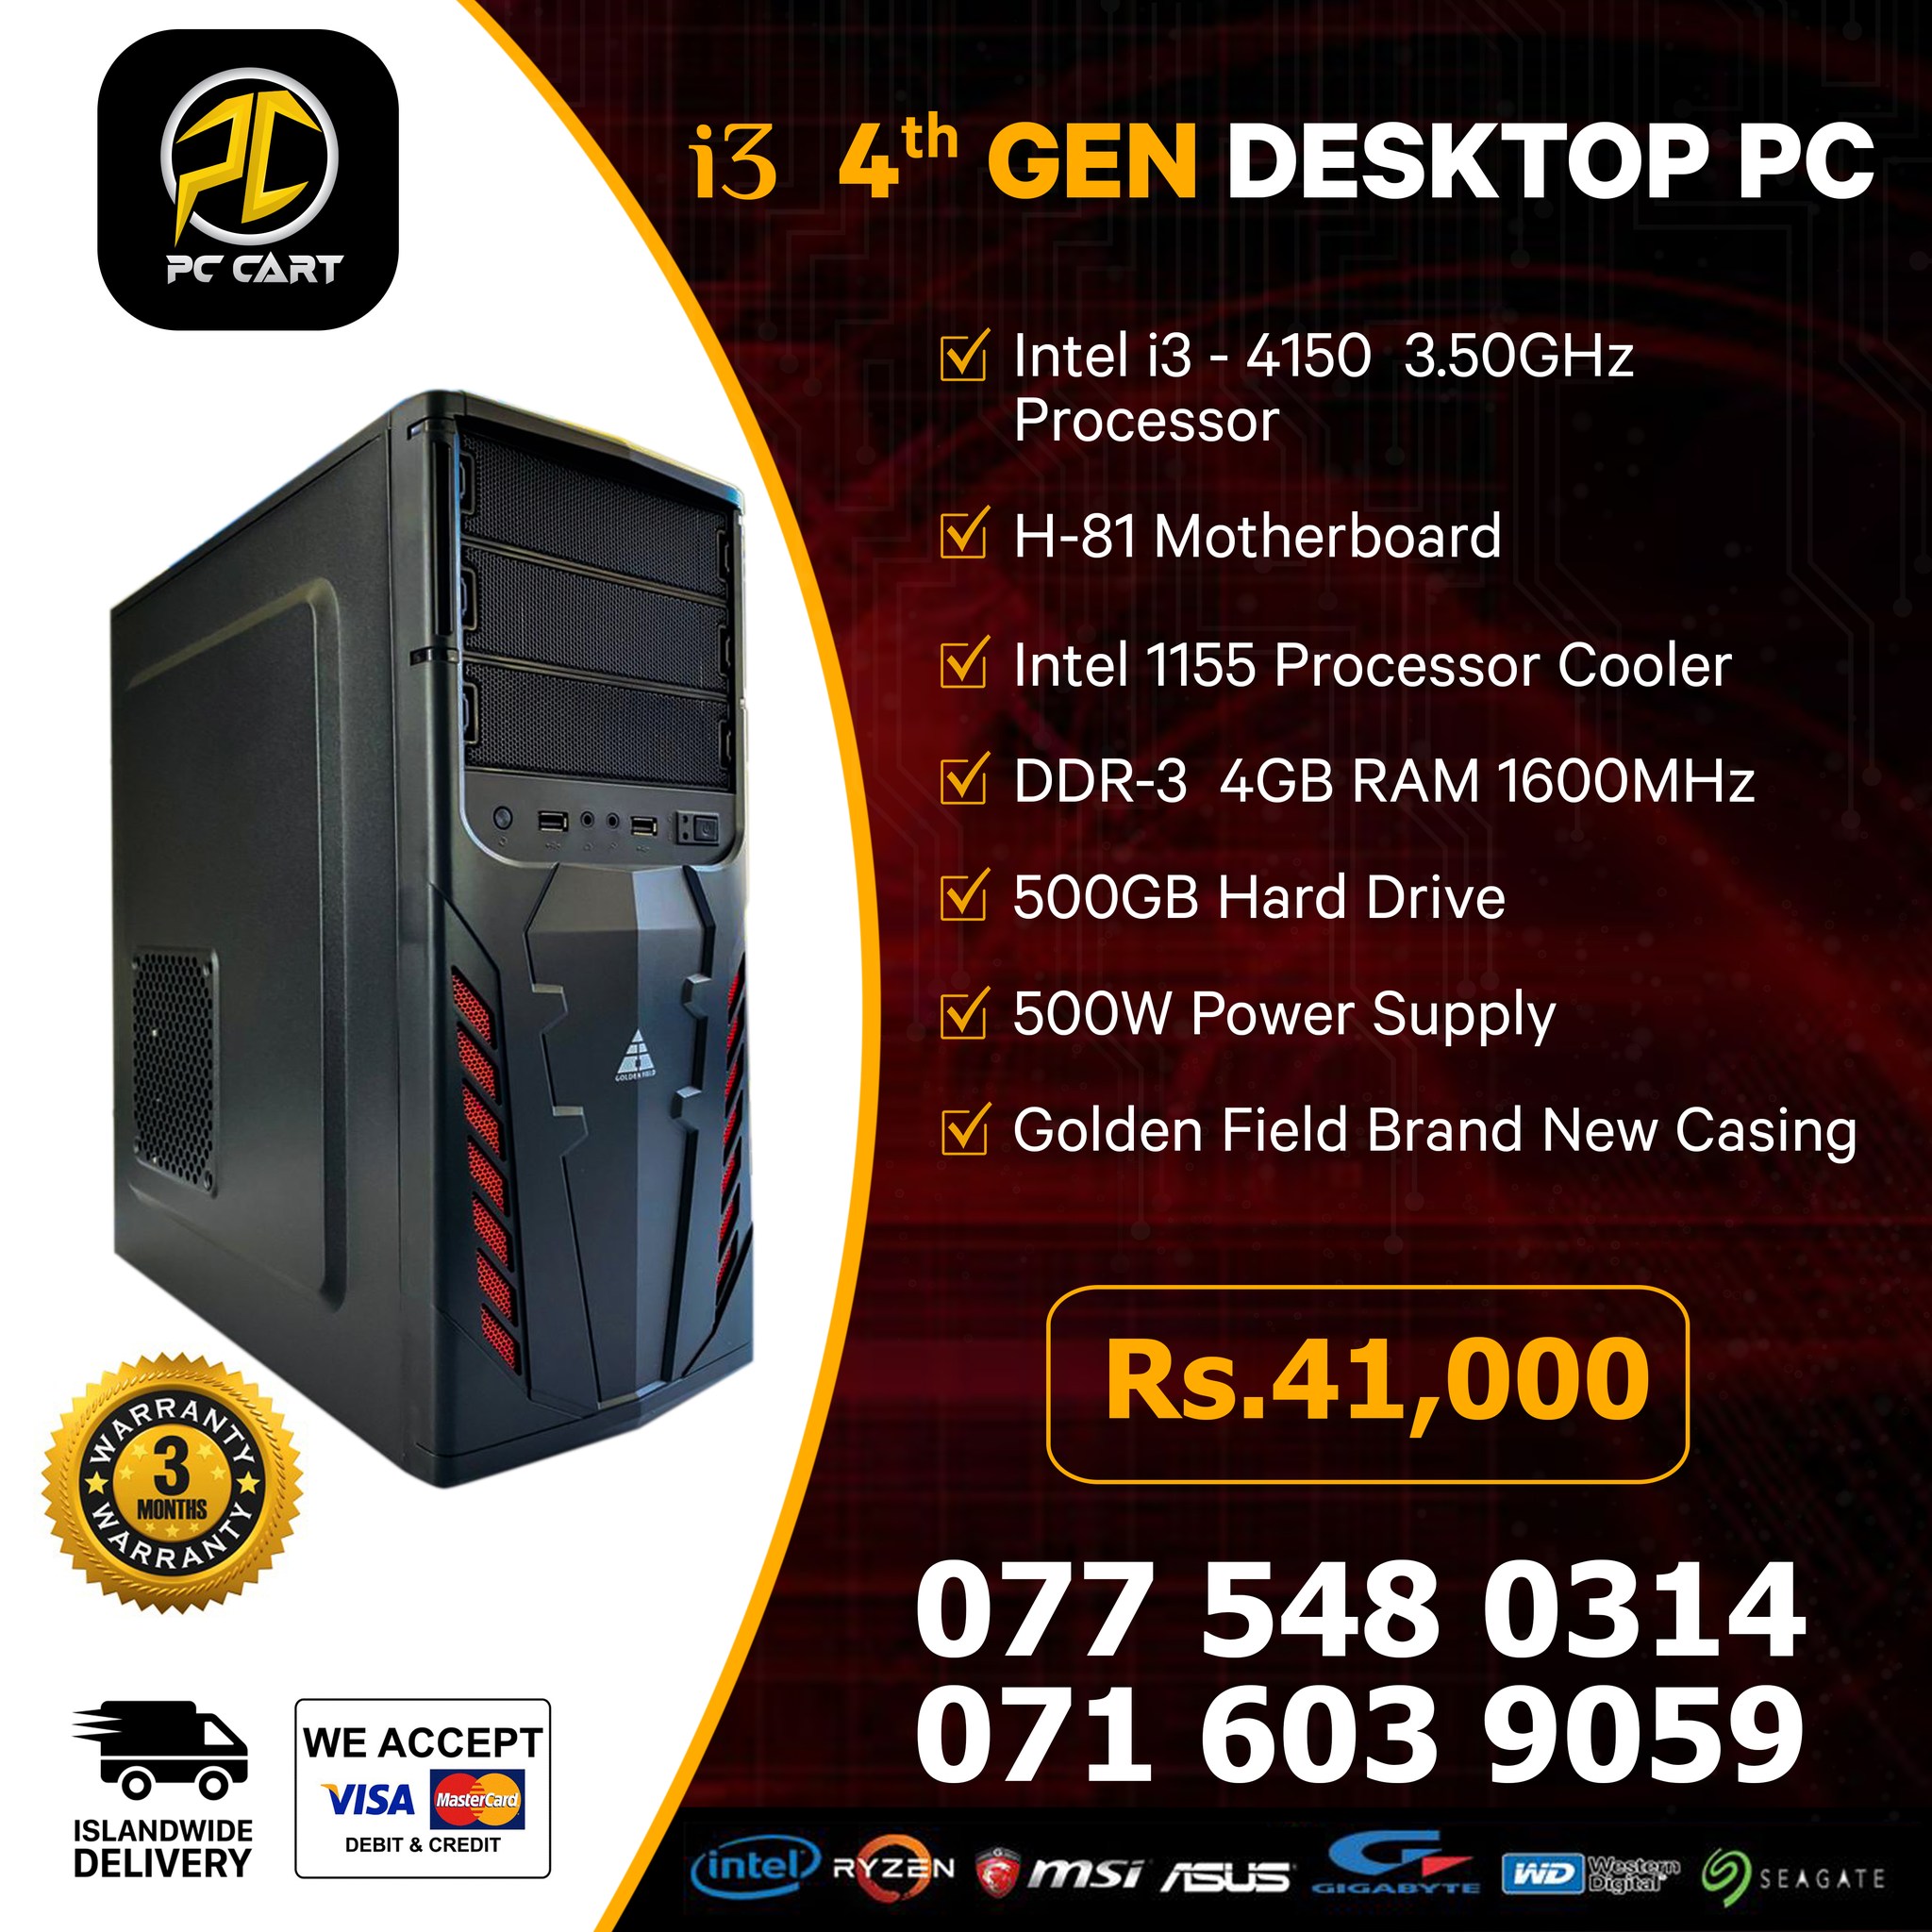 PC CART
i3 4th GEN DESKTOP PC
Intel i3 - 4150 3.50GHz
Processor
H-81 Motherboard
Intel 1155 Processor Cooler
DDR-3 4GB RAM 1600MHz
500GB Hard Drive
500W Power Supply
Golden Field Brand New Casing
GOLDEN FIELD
Rs.41,000
WARRANTY
3
MONTHS
WARRANTY
077 548 0314
071 603 9059
ISLANDWIDE
DELIVERY
WE ACCEPT
VISA MasterCard
DEBIT & CREDIT
intel RYZEN msi ASUS GIGABYTE WD Western Digital SEAGATE